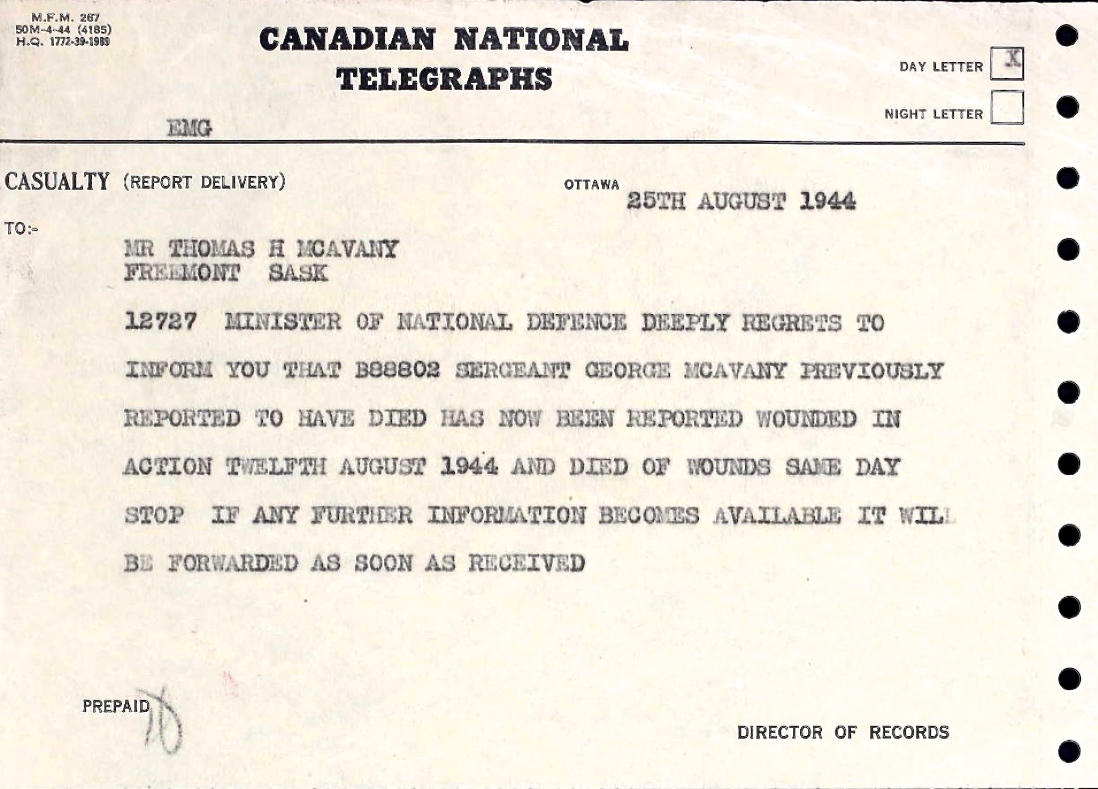 M.F.M. 267
50M-4-44 (4185)
H.Q. 1772-39-1989
CANADIAN NATIONAL
TELEGRAPHS
DAY LETTER X
NIGHT LETTER
EMG
CASUALTY (REPORT DELIVERY)
OTTAWA 25TH AUGUST 1944
TO:-
MR THOMAS H MCAVANY
FREEMONT SASK
12727 MINISTER OF NATIONAL DEFENCE DEEPLY REGRETS TO
INFORM YOU THAT B88802 SERGEANT GEORGE MCAVANY PREVIOUSLY
REPORTED TO HAVE DIED HAS NOW BEEN REPORTED WOUNDED IN
ACTION TWELFTH AUGUST 1944 AND DIED OF WOUNDS SAME DAY
STOP IF ANY FURTHER INFORMATION BECOMES AVAILABLE IT WILL
BE FORWARDED AS SOON AS RECEIVED
PREPAID
DIRECTOR OF RECORDS